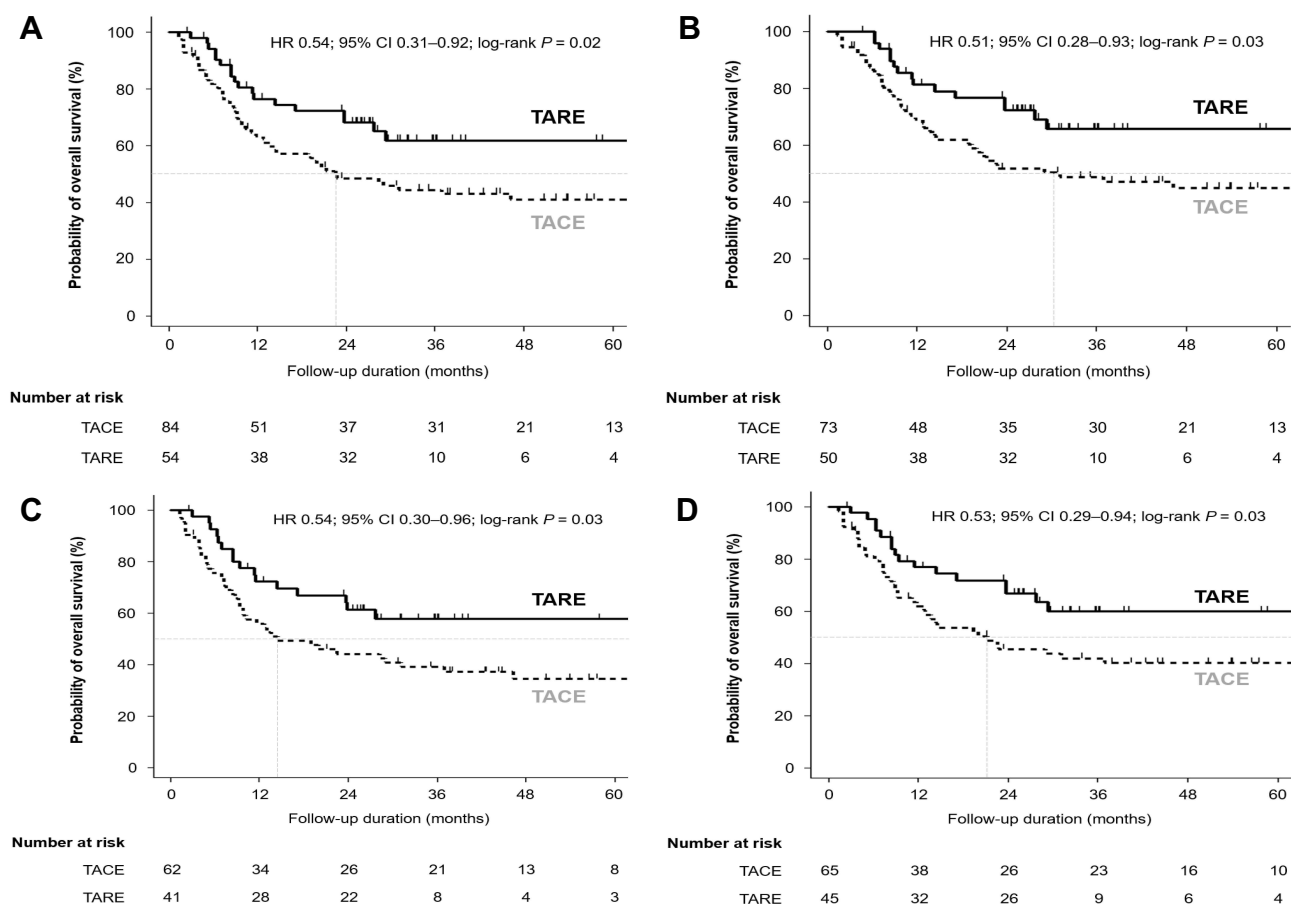 A
Probability of overall survival (%)
100
80
60
40
20
0
HR 0.54; 95% CI 0.31–0.92; log-rank P = 0.02
TARE
TACE
0 12 24 36 48 60
Follow-up duration (months)
Number at risk
TACE 84 51 37 31 21 13
TARE 54 38 32 10 6 4
B
Probability of overall survival (%)
100
80
60
40
20
0
HR 0.51; 95% CI 0.28–0.93; log-rank P = 0.03
TARE
TACE
0 12 24 36 48 60
Follow-up duration (months)
Number at risk
TACE 73 48 35 30 21 13
TARE 50 38 32 10 6 4
C
Probability of overall survival (%)
100
80
60
40
20
0
HR 0.54; 95% CI 0.30–0.96; log-rank P = 0.03
TARE
TACE
0 12 24 36 48 60
Follow-up duration (months)
Number at risk
TACE 62 34 26 21 13 8
TARE 41 28 22 8 4 3
D
Probability of overall survival (%)
100
80
60
40
20
0
HR 0.53; 95% CI 0.29–0.94; log-rank P = 0.03
TARE
TACE
0 12 24 36 48 60
Follow-up duration (months)
Number at risk
TACE 65 38 26 23 16 10
TARE 45 32 26 9 6 4